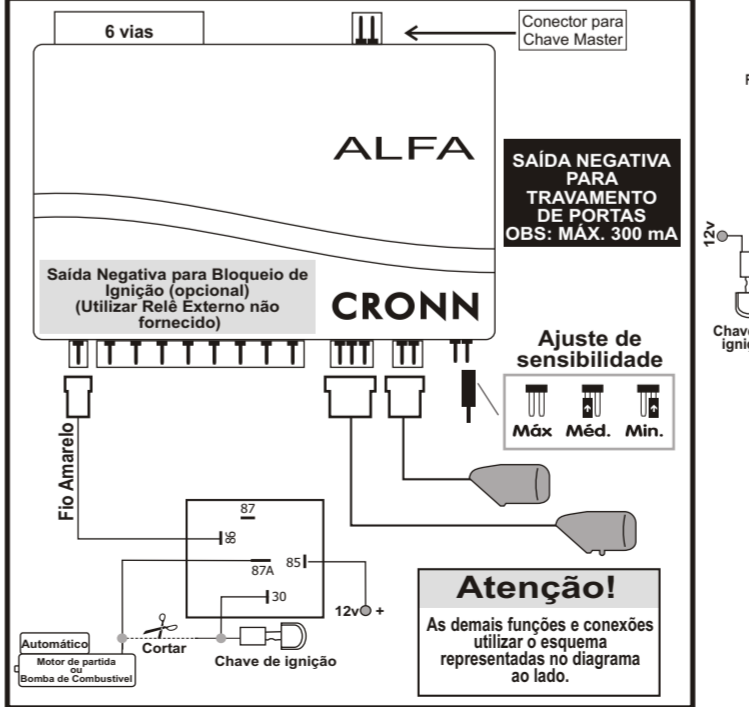 6 vias
Conector para
Chave Master
ALFA
SAÍDA NEGATIVA
PARA
TRAVAMENTO
DE PORTAS
OBS: MÁX. 300 mA
Saída Negativa para Bloqueio de
Ignição (opcional)
(Utilizar Relê Externo não
fornecido)
CRONN
Ajuste de
sensibilidade
Máx Méd. Min.
Fio Amarelo
87
86
87A
85
30
12v +
Automático
Motor de partida
ou
Bomba de Combustivel
Cortar
Chave de ignição
Atenção!
As demais funções e conexões
utilizar o esquema
representadas no diagrama
ao lado.
12v